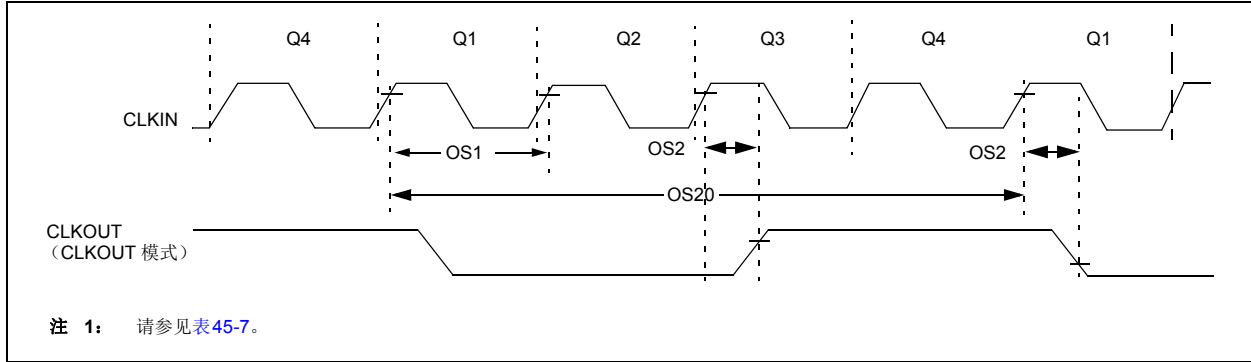 Q4 Q1 Q2 Q3 Q4 Q1
CLKIN
OS1 OS2 OS2
OS20
CLKOUT
（CLKOUT 模式）
注 1： 请参见表45-7。